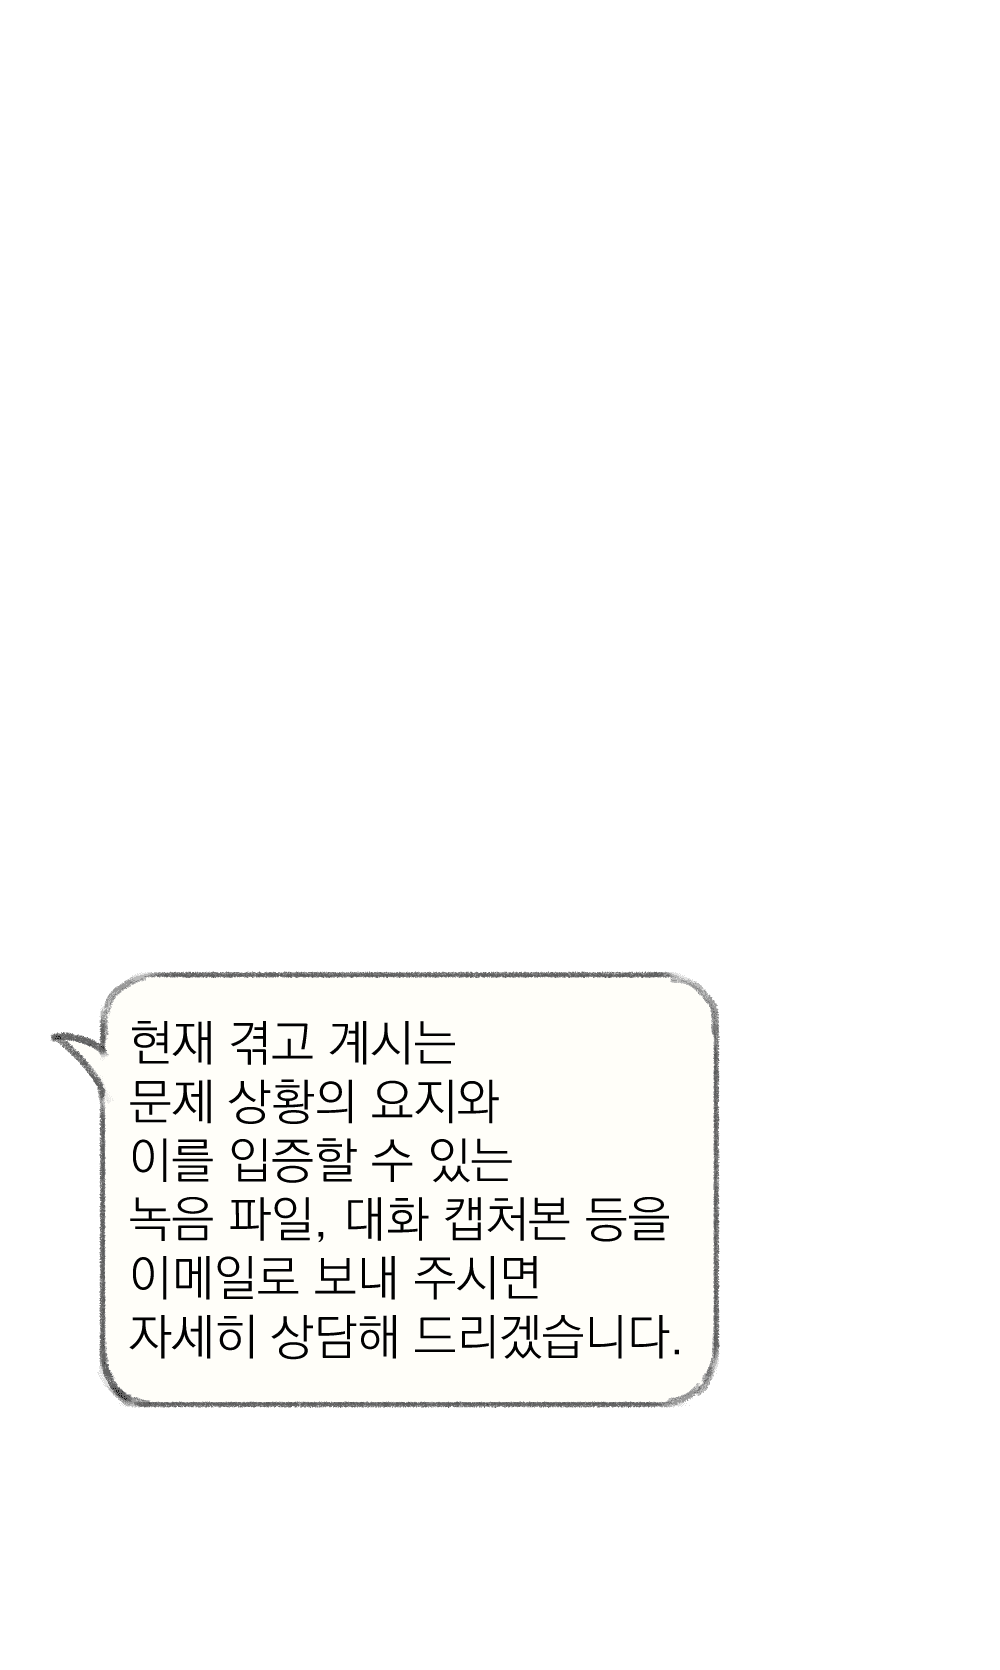 현재 겪고 계시는
문제 상황의 요지와
이를 입증할 수 있는
녹음 파일, 대화 캡처본 등을
이메일로 보내 주시면
자세히 상담해 드리겠습니다.